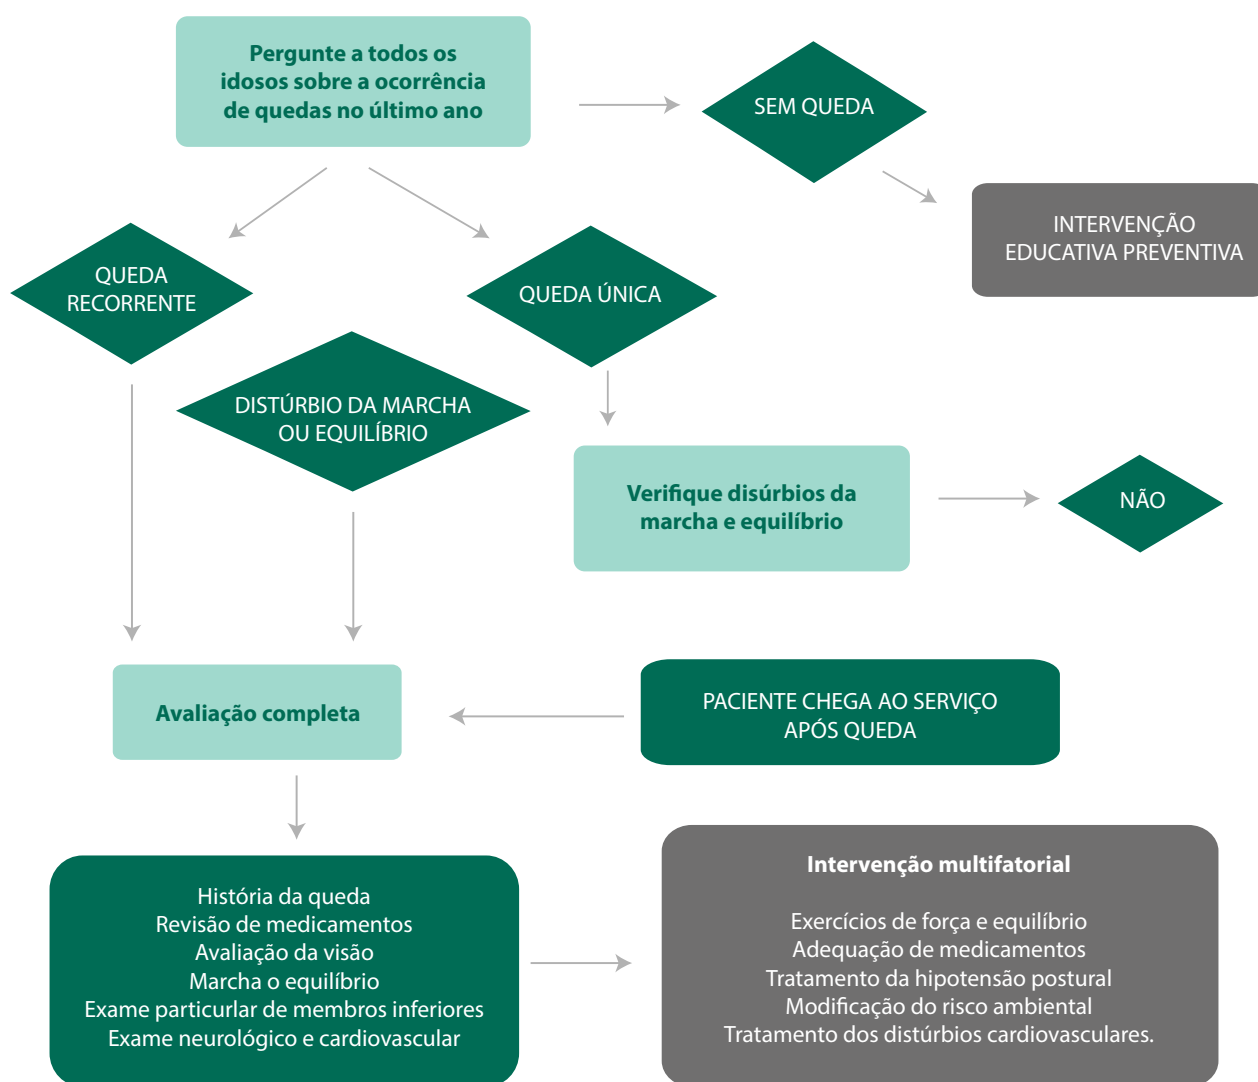 Pergunte a todos os
idosos sobre a ocorrência
de quedas no último ano
SEM QUEDA
INTERVENÇÃO
EDUCATIVA PREVENTIVA
QUEDA
RECORRENTE
QUEDA ÚNICA
DISTÚRBIO DA MARCHA
OU EQUILÍBRIO
Verifique disúrbios da
marcha e equilíbrio
NÃO
Avaliação completa
PACIENTE CHEGA AO SERVIÇO
APÓS QUEDA
História da queda
Revisão de medicamentos
Avaliação da visão
Marcha o equilíbrio
Exame particurlar de membros inferiores
Exame neurológico e cardiovascular
Intervenção multifatorial
Exercícios de força e equilíbrio
Adequação de medicamentos
Tratamento da hipotensão postural
Modificação do risco ambiental
Tratamento dos distúrbios cardiovasculares.